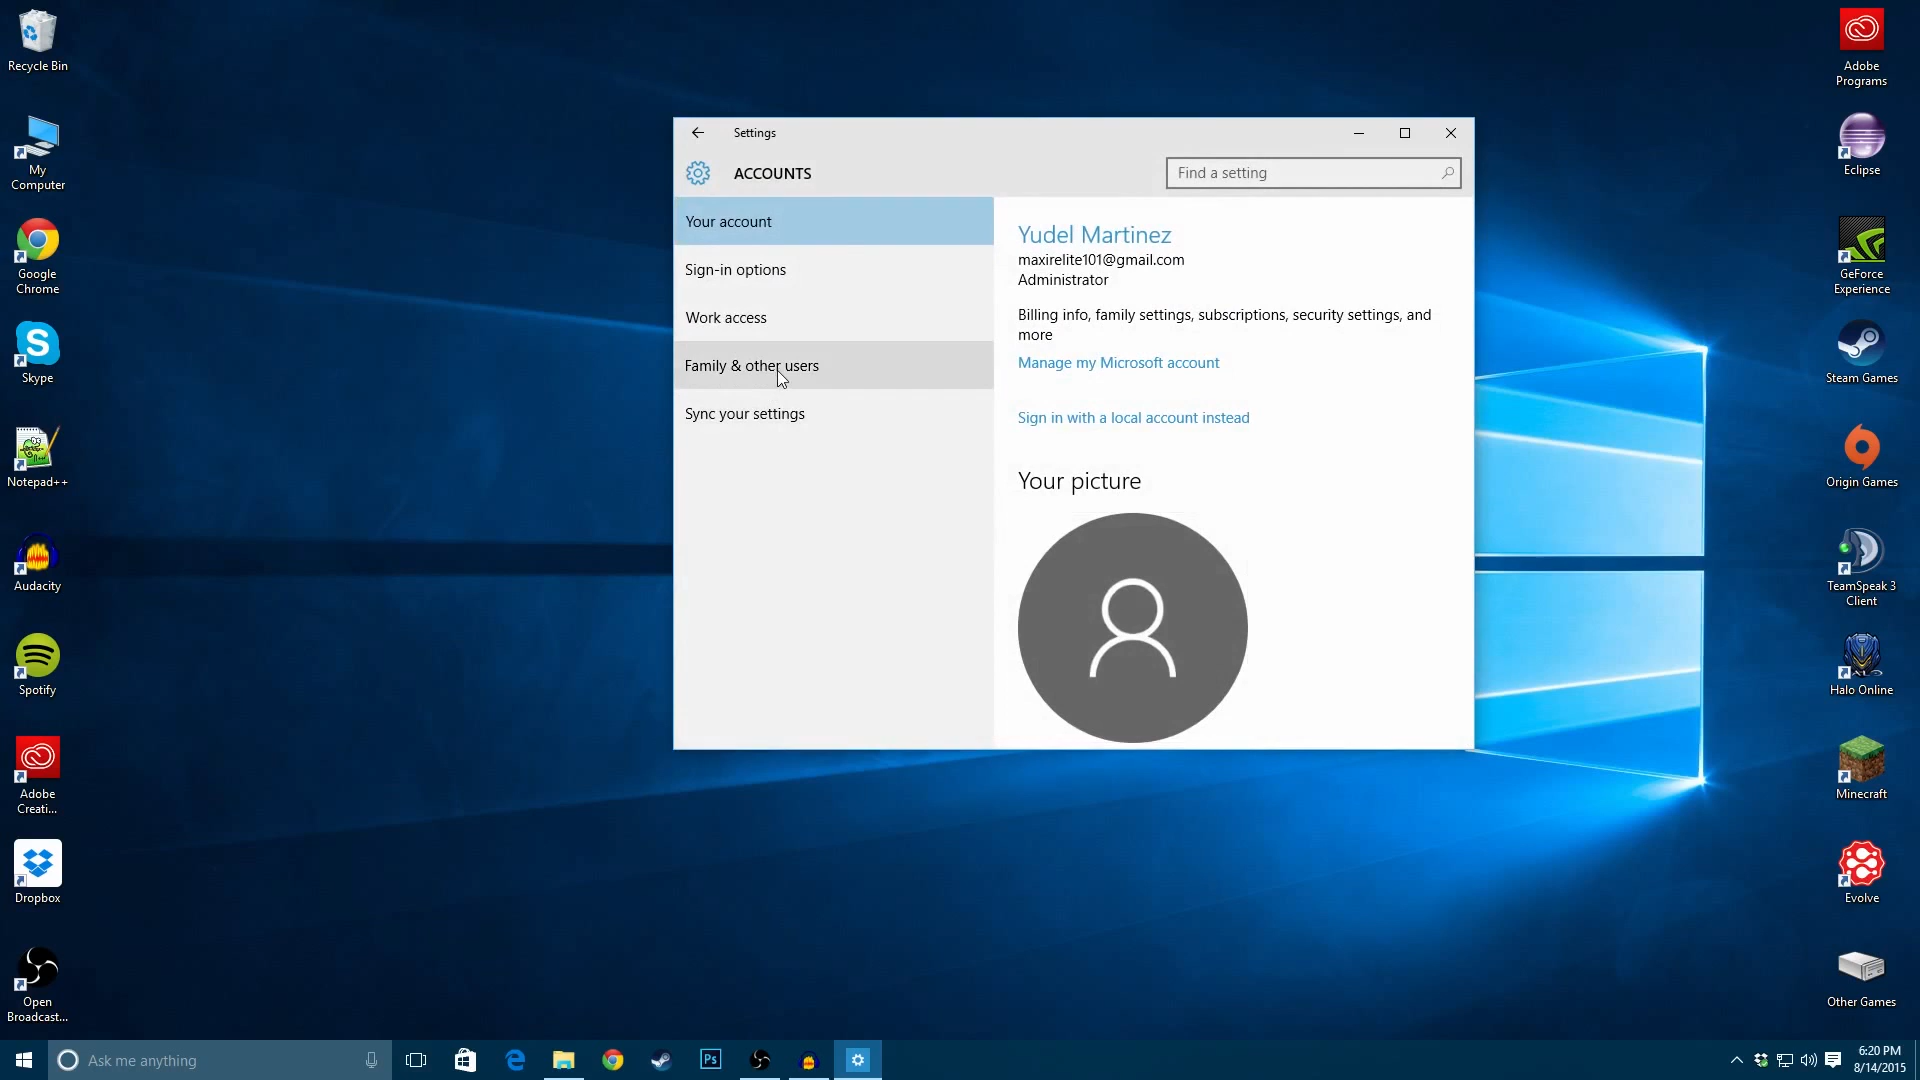 Recycle Bin
My
Computer
Google
Chrome
Skype
Notepad++
Audacity
Spotify
Adobe
Creati...
Dropbox
Open
Broadcast...
Settings
ACCOUNTS
Find a setting
Your account
Sign-in options
Work access
Family & other users
Sync your settings
Yudel Martinez
maxirelite101@gmail.com
Administrator
Billing info, family settings, subscriptions, security settings, and
more
Manage my Microsoft account
Sign in with a local account instead
Your picture
Adobe
Programs
Eclipse
GeForce
Experience
Steam Games
Origin Games
TeamSpeak 3
Client
Halo Online
Minecraft
Evolve
Other Games
Ask me anything
Ps
6:20 PM
8/14/2015